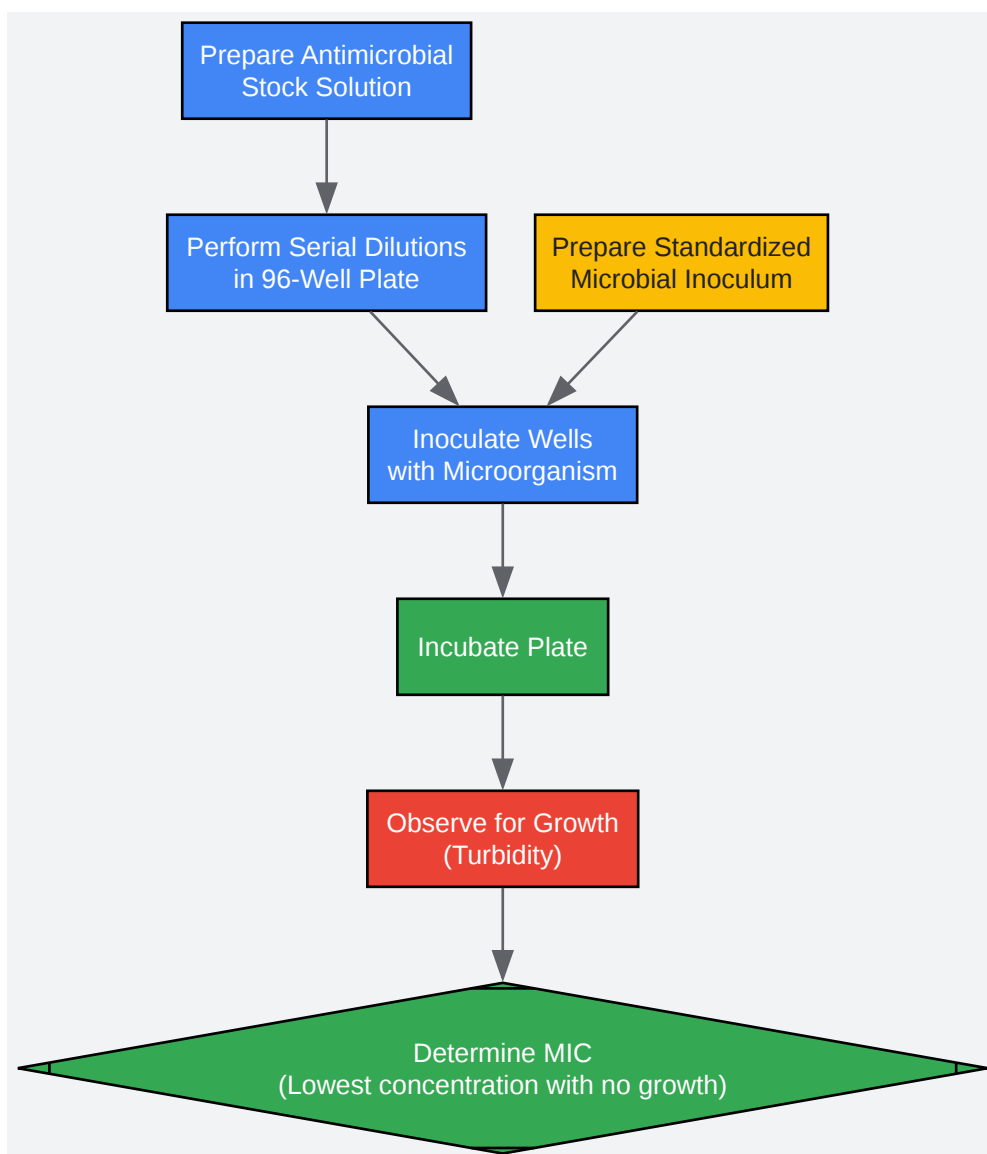 Prepare Antimicrobial
Stock Solution
Perform Serial Dilutions
in 96-Well Plate
Prepare Standardized
Microbial Inoculum
Inoculate Wells
with Microorganism
Incubate Plate
Observe for Growth
(Turbidity)
Determine MIC
(Lowest concentration with no growth)